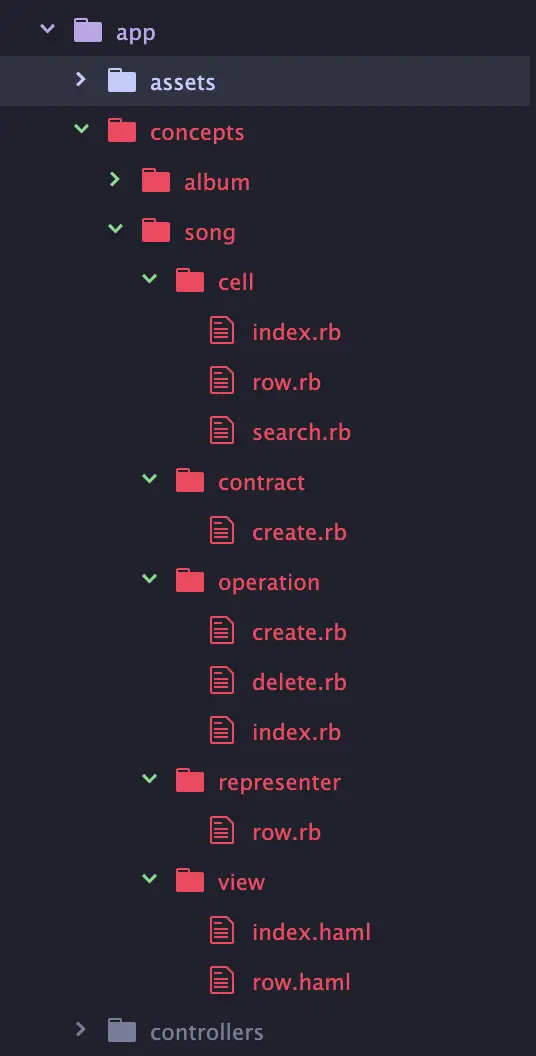 app
assets
concepts
album
song
cell
index.rb
row.rb
search.rb
contract
create.rb
operation
create.rb
delete.rb
index.rb
representer
row.rb
view
index.haml
row.haml
controllers